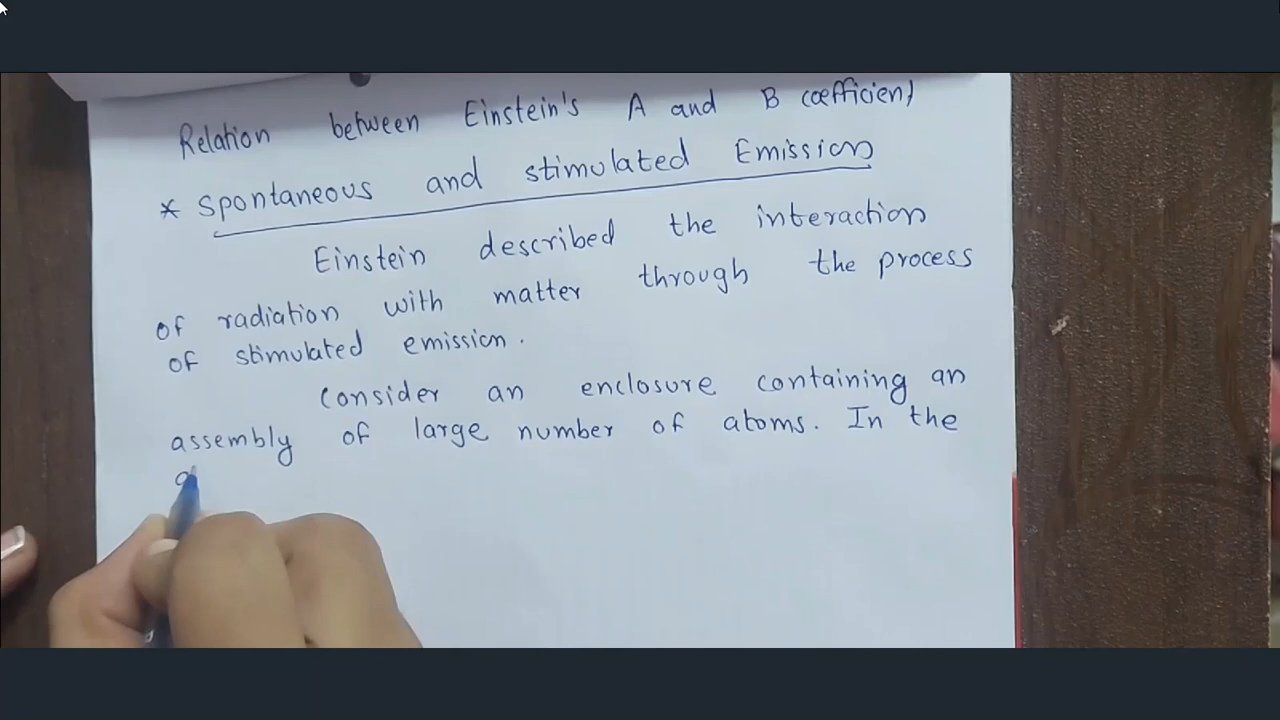 Relation between Einstein's A and B coefficient
* Spontaneous and stimulated Emission
Einstein described the interaction
of radiation with matter through the process
of stimulated emission.
Consider an enclosure containing an
assembly of large number of atoms. In the
a